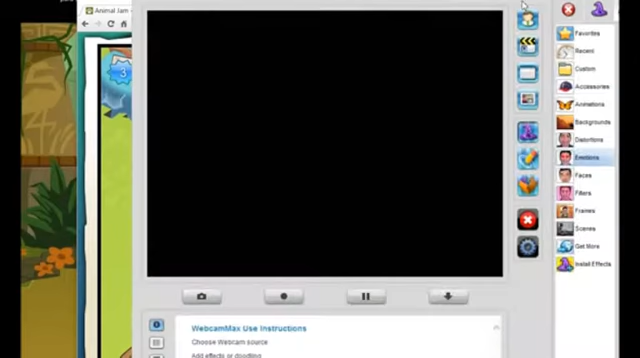 Animal Jam
3
Favorites
Recent
Custom
Accessories
Animations
Backgrounds
Distortions
Emotions
Faces
Filters
Frames
Scenes
Get More
Install Effects
WebcamMax Use Instructions
Choose Webcam source
Add effects or doodling